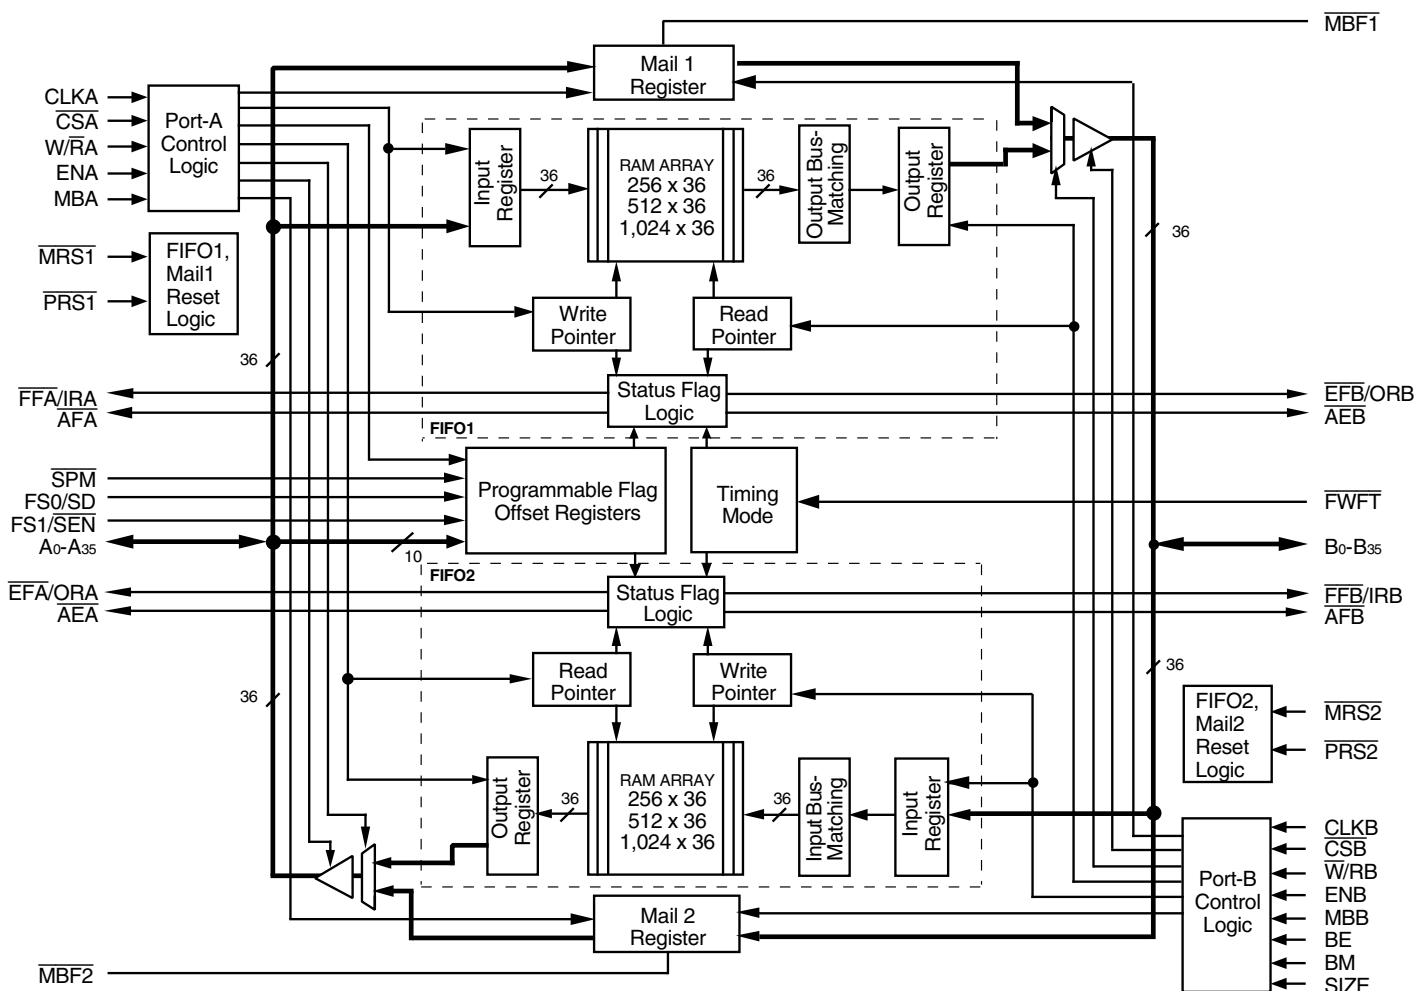 MBF1
Mail 1
Register
CLKA
CSA
W/RA
ENA
MBA
Port-A
Control
Logic
Input
Register
36
RAM ARRAY
256 x 36
512 x 36
1,024 x 36
36
Output Bus-
Matching
Output
Register
36
MRS1
PRS1
FIFO1,
Mail1
Reset
Logic
Write
Pointer
Read
Pointer
36
FFA/IRA
AFA
Status Flag
Logic
EFB/ORB
AEB
FIFO1
SPM
FS0/SD
FS1/SEN
A0-A35
Programmable Flag
Offset Registers
10
Timing
Mode
FWFT
B0-B35
FIFO2
EFA/ORA
AEA
Status Flag
Logic
FFB/IRB
AFB
Read
Pointer
Write
Pointer
36
36
FIFO2,
Mail2
Reset
Logic
MRS2
PRS2
Output
Register
36
RAM ARRAY
256 x 36
512 x 36
1,024 x 36
36
Input Bus-
Matching
Input
Register
Port-B
Control
Logic
CLKB
CSB
W/RB
ENB
MBB
BE
BM
SIZE
Mail 2
Register
MBF2